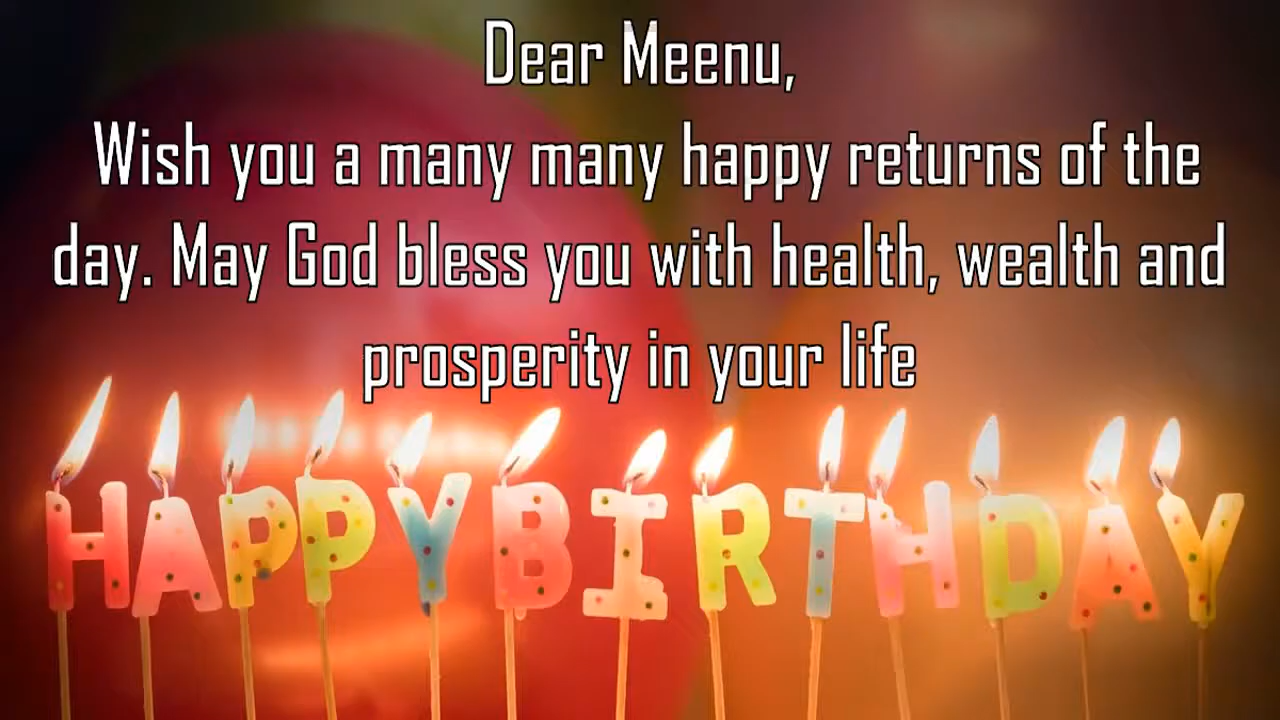 Dear Meenu,
Wish you a many many happy returns of the
day. May God bless you with health, wealth and
prosperity in your life
HAPPY BIRTHDAY